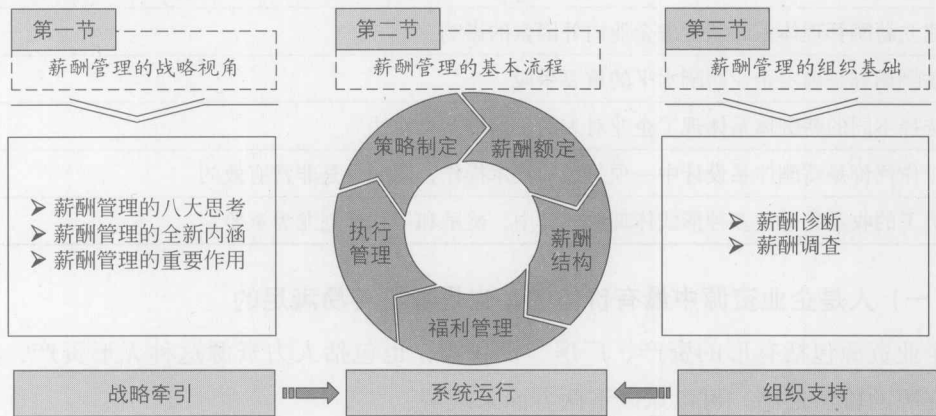 第一节
薪酬管理的战略视角
➤ 薪酬管理的八大思考
➤ 薪酬管理的全新内涵
➤ 薪酬管理的重要作用
战略牵引
第二节
薪酬管理的基本流程
策略制定
薪酬额定
薪酬
结构
福利管理
执行
管理
系统运行
第三节
薪酬管理的组织基础
➤ 薪酬诊断
➤ 薪酬调查
组织支持